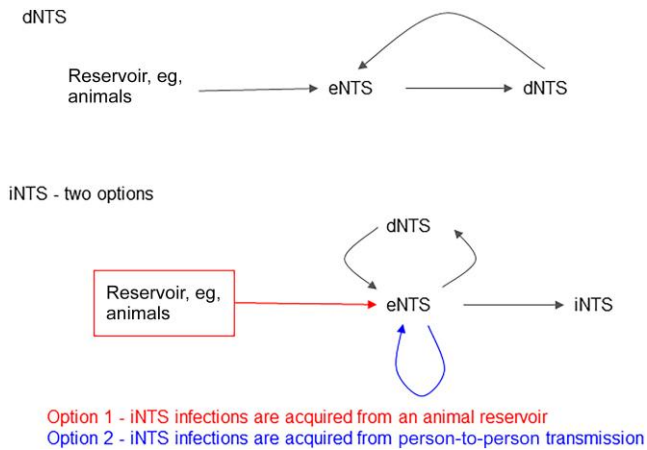 dNTS
Reservoir, eg,
animals
eNTS
dNTS
iNTS - two options
dNTS
Reservoir, eg,
animals
eNTS
iNTS
Option 1 - iNTS infections are acquired from an animal reservoir
Option 2 - iNTS infections are acquired from person-to-person transmission